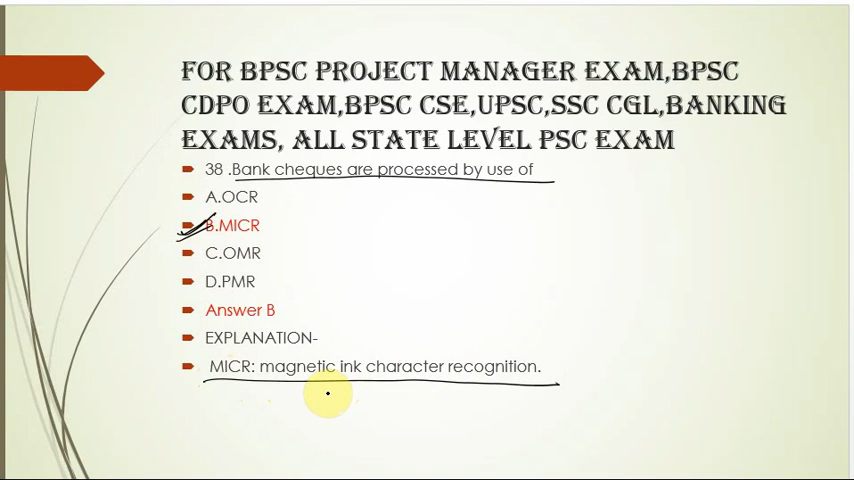 FOR BPSC PROJECT MANAGER EXAM,BPSC
CDPO EXAM,BPSC CSE,UPSC,SSC CGL,BANKING
EXAMS, ALL STATE LEVEL PSC EXAM
38 .Bank cheques are processed by use of
A.OCR
B.MICR
C.OMR
D.PMR
Answer B
EXPLANATION-
MICR: magnetic ink character recognition.